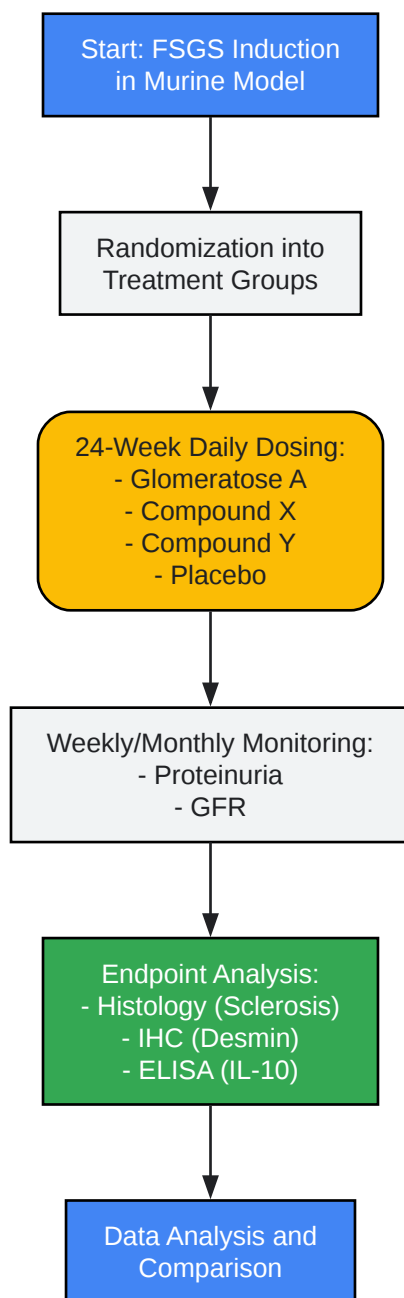 Start: FSGS Induction
in Murine Model
Randomization into
Treatment Groups
24-Week Daily Dosing:
- Glomeratose A
- Compound X
- Compound Y
- Placebo
Weekly/Monthly Monitoring:
- Proteinuria
- GFR
Endpoint Analysis:
- Histology (Sclerosis)
- IHC (Desmin)
- ELISA (IL-10)
Data Analysis and
Comparison